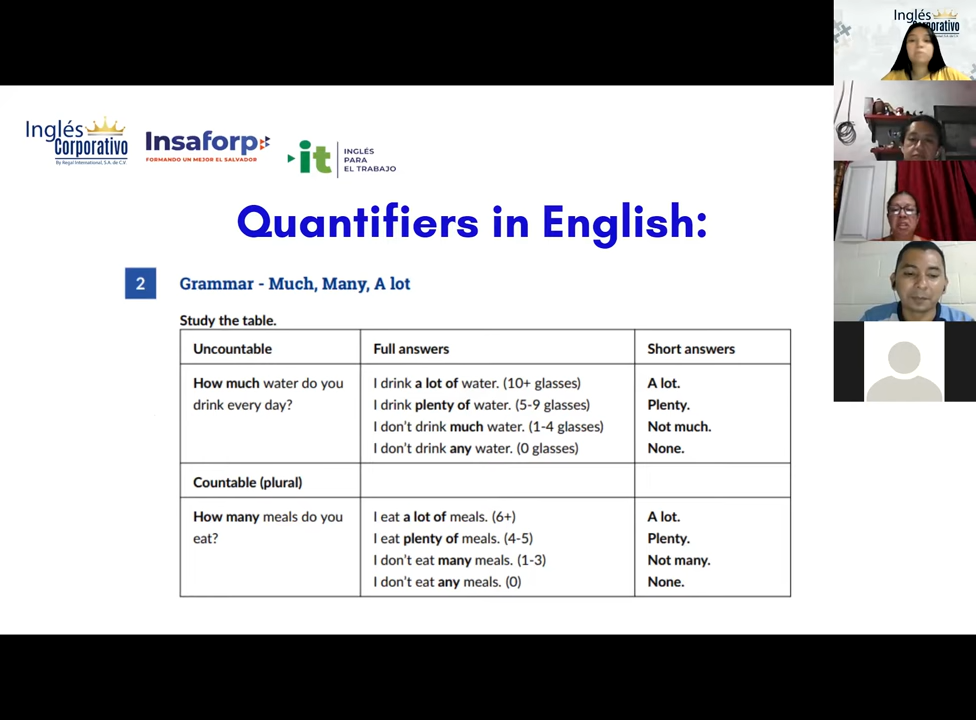 Inglés
Corporativo
By Regal International, S.A. de C.V.
Insaforp
FORMANDO UN MEJOR EL SALVADOR
it
INGLÉS
PARA
EL TRABAJO
Inglés
Corporativo
Quantifiers in English:
2
Grammar - Much, Many, A lot
Study the table.
Uncountable
Full answers
Short answers
How much water do you
drink every day?
I drink a lot of water. (10+ glasses)
I drink plenty of water. (5-9 glasses)
I don't drink much water. (1-4 glasses)
I don't drink any water. (0 glasses)
A lot.
Plenty.
Not much.
None.
Countable (plural)
How many meals do you
eat?
I eat a lot of meals. (6+)
I eat plenty of meals. (4-5)
I don't eat many meals. (1-3)
I don't eat any meals. (0)
A lot.
Plenty.
Not many.
None.